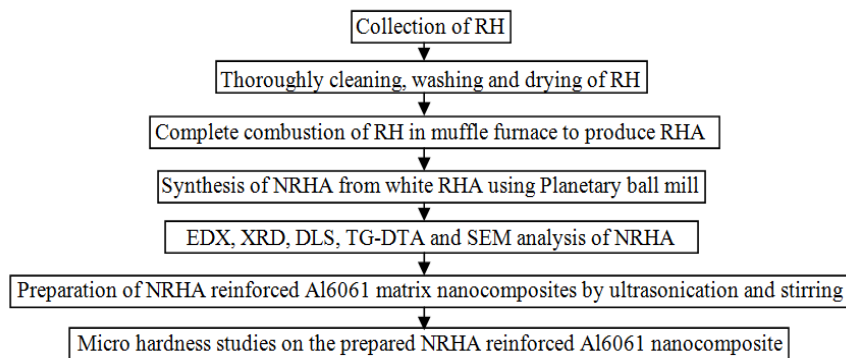 Collection of RH
Thoroughly cleaning, washing and drying of RH
Complete combustion of RH in muffle furnace to produce RHA
Synthesis of NRHA from white RHA using Planetary ball mill
EDX, XRD, DLS, TG-DTA and SEM analysis of NRHA
Preparation of NRHA reinforced Al6061 matrix nanocomposites by ultrasonication and stirring
Micro hardness studies on the prepared NRHA reinforced Al6061 nanocomposite